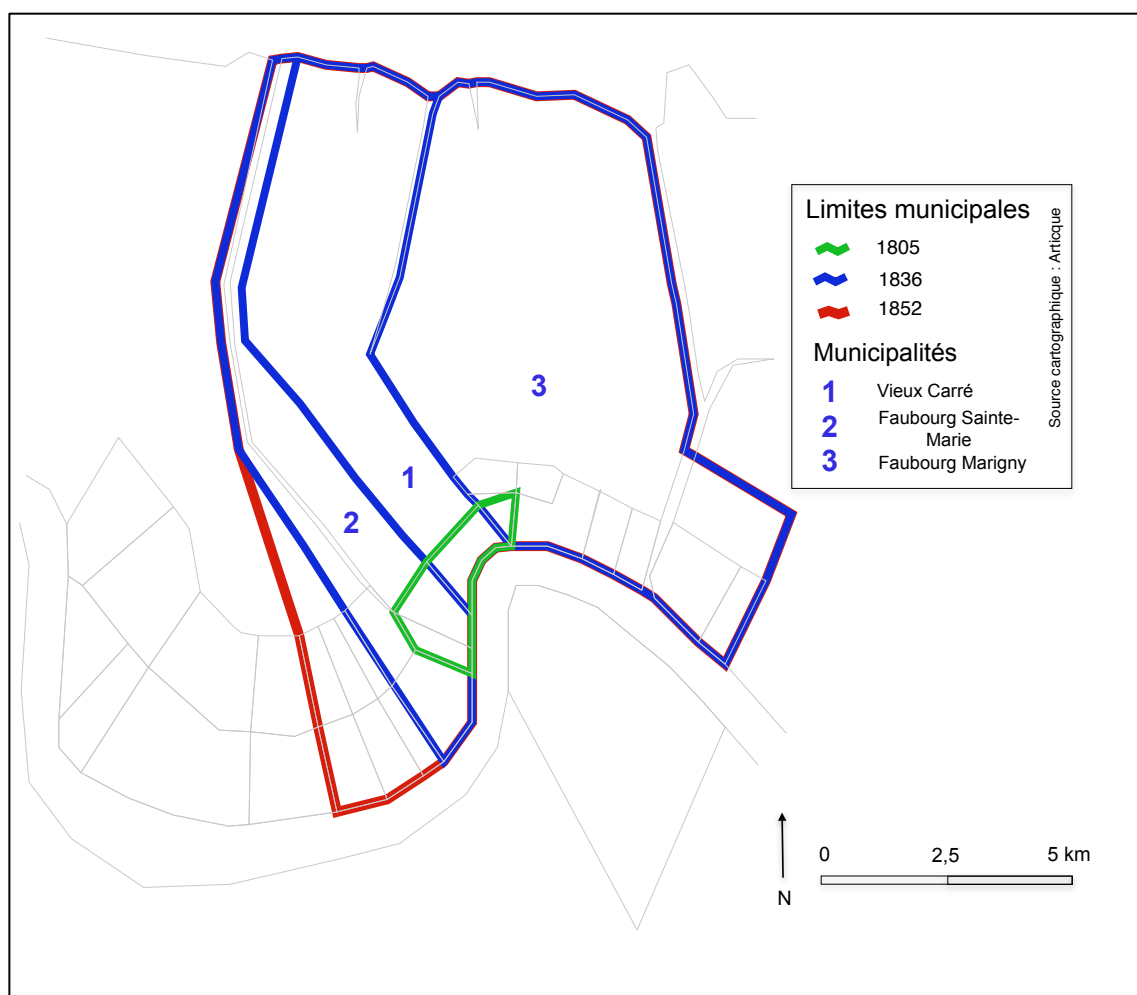 Limites municipales
1805
1836
1852
Municipalités
1 Vieux Carré
2 Faubourg Sainte-
Marie
3 Faubourg Marigny
Source cartographique : Articque
3
1
2
0 2,5 5 km
N